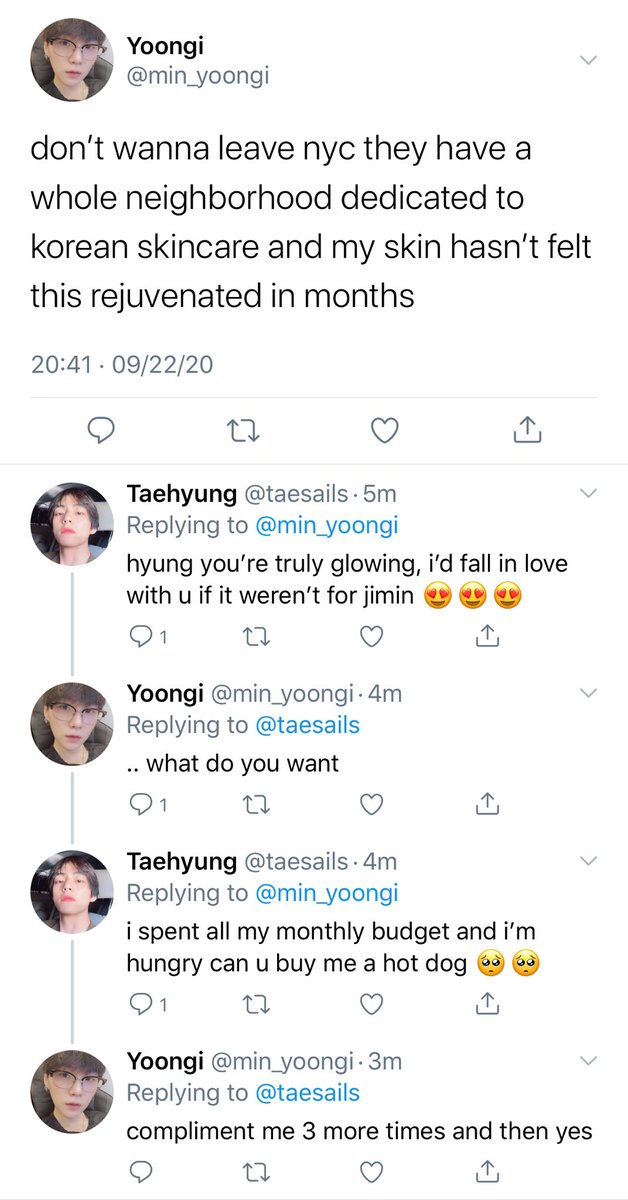 Yoongi
@min_yoongi
don’t wanna leave nyc they have a
whole neighborhood dedicated to
korean skincare and my skin hasn’t felt
this rejuvenated in months
20:41 · 09/22/20
Taehyung @taesails · 5m
Replying to @min_yoongi
hyung you’re truly glowing, i’d fall in love
with u if it weren’t for jimin 😍 😍 😍
1
Yoongi @min_yoongi · 4m
Replying to @taesails
.. what do you want
1
Taehyung @taesails · 4m
Replying to @min_yoongi
i spent all my monthly budget and i’m
hungry can u buy me a hot dog 🥺 🥺
1
Yoongi @min_yoongi · 3m
Replying to @taesails
compliment me 3 more times and then yes